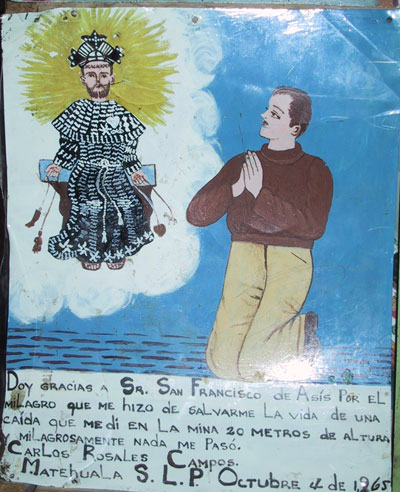 Doy gracias a Sr. San Francisco de Asís por el
milagro que me hizo de salvarme la vida de una
caída que me di en la mina 20 metros de altura
milagrosamente nada me pasó.
Carlos Rosales Campos.
Matehuala S.L.P. Octubre 4 de 1965